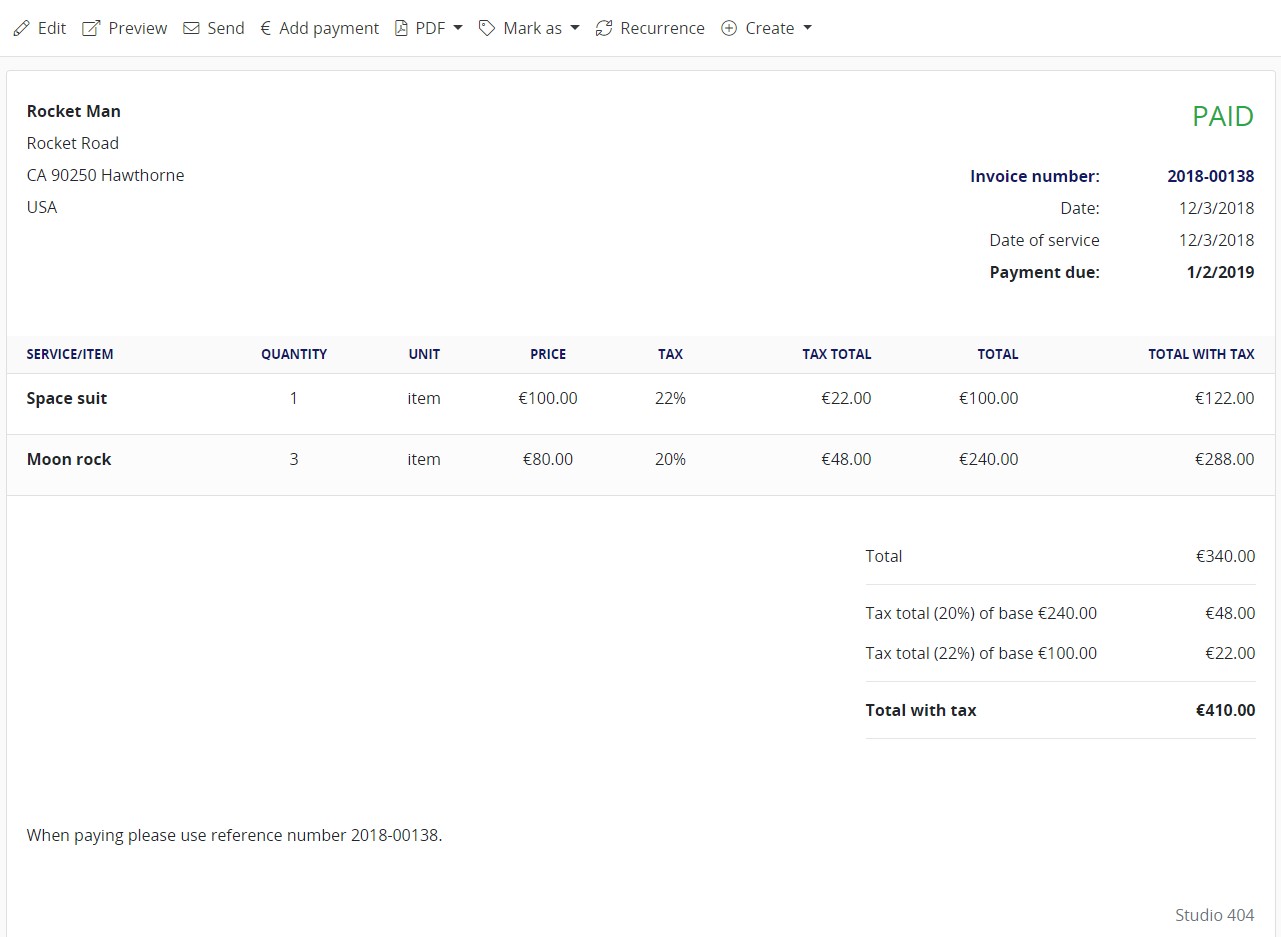 Edit Preview Send € Add payment PDF Mark as Recurrence Create
Rocket Man
Rocket Road
CA 90250 Hawthorne
USA
PAID
Invoice number: 2018-00138
Date: 12/3/2018
Date of service 12/3/2018
Payment due: 1/2/2019
SERVICE/ITEM QUANTITY UNIT PRICE TAX TAX TOTAL TOTAL TOTAL WITH TAX
Space suit 1 item €100.00 22% €22.00 €100.00 €122.00
Moon rock 3 item €80.00 20% €48.00 €240.00 €288.00
Total €340.00
Tax total (20%) of base €240.00 €48.00
Tax total (22%) of base €100.00 €22.00
Total with tax €410.00
When paying please use reference number 2018-00138.
Studio 404